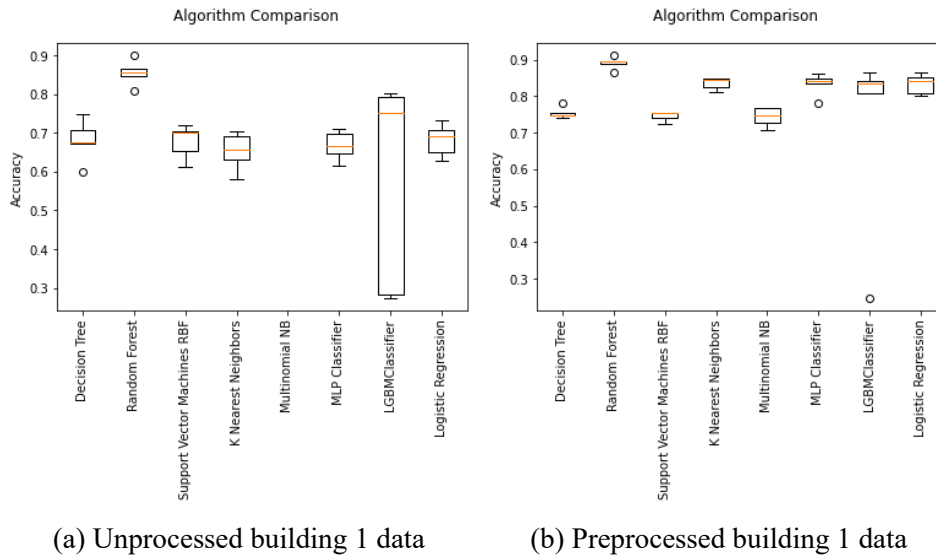 Algorithm Comparison
Accuracy
0.9
0.8
0.7
0.6
0.5
0.4
0.3
Decision Tree
Random Forest
Support Vector Machines RBF
K Nearest Neighbors
Multinomial NB
MLP Classifier
LGBMClassifier
Logistic Regression
(a) Unprocessed building 1 data
Algorithm Comparison
Accuracy
0.9
0.8
0.7
0.6
0.5
0.4
0.3
Decision Tree
Random Forest
Support Vector Machines RBF
K Nearest Neighbors
Multinomial NB
MLP Classifier
LGBMClassifier
Logistic Regression
(b) Preprocessed building 1 data